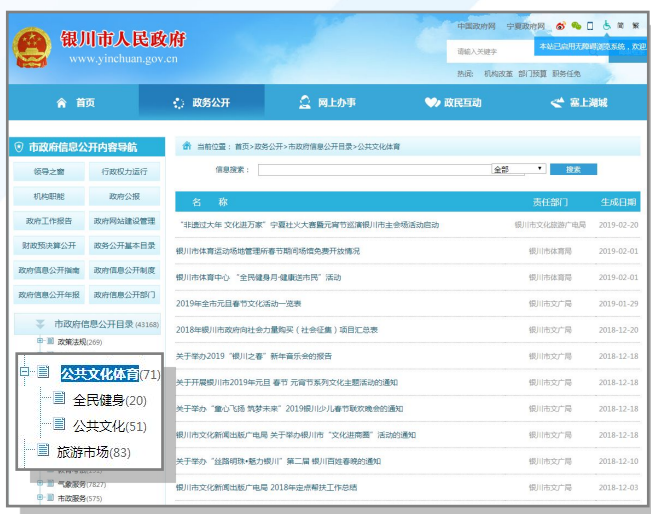 中国政府网 宁夏政府网 简 繁
银川市人民政府
www.yinchuan.gov.cn
请输入关键字
本站已启用无障碍浏览系统，欢迎
热词: 机构改革 部门预算 职务任免
首页 政务公开 网上办事 政民互动 塞上湖城
市政府信息公开内容导航
当前位置：首页>政务公开>市政府信息公开目录>公共文化体育
领导之窗 行政权力运行
信息搜索： 全部 搜索
机构职能 政府公报
名 称 责任部门 生成日期
政府工作报告 政府网站建设管理
"非遗过大年 文化进万家"宁夏社火大赛暨元宵节巡演银川市主会场活动启动 银川市文化旅游广电局 2019-02-20
财政预决算公开 政务公开基本目录
银川市体育运动场地管理所春节期间场馆免费开放情况 银川市体育局 2019-02-01
政府信息公开指南 政府信息公开制度
银川市体育中心 "全民健身月·健康送市民"活动 银川市体育局 2019-02-01
政府信息公开年报 政府信息公开部门
2019年全市元旦春节文化活动一览表 银川市文广局 2019-01-29
市政府信息公开目录 (43168)
2018年银川市政府向社会力量购买（社会征集）项目汇总表 银川市文广局 2018-12-20
政策法规(269)
关于举办2019"银川之春"新年音乐会的报告 银川市文广局 2018-12-18
公共文化体育(71)
关于开展银川市2019年元旦 春节 元宵节系列文化主题活动的通知 银川市文广局 2018-12-18
全民健身(20)
关于举办"童心飞扬 筑梦未来"2019银川少儿春节联欢晚会的通知 银川市文广局 2018-12-18
公共文化(51)
银川市文化新闻出版广电局 关于举办银川市"文化进商圈"活动的通知 银川市文广局 2018-12-18
旅游市场(83)
关于举办"丝路明珠•魅力银川"第二届 银川百姓春晚的通知 银川市文广局 2018-12-10
气象服务(7827)
银川市文化新闻出版广电局 2018年定点帮扶工作总结 银川市文广局 2018-12-03
市政服务(575)